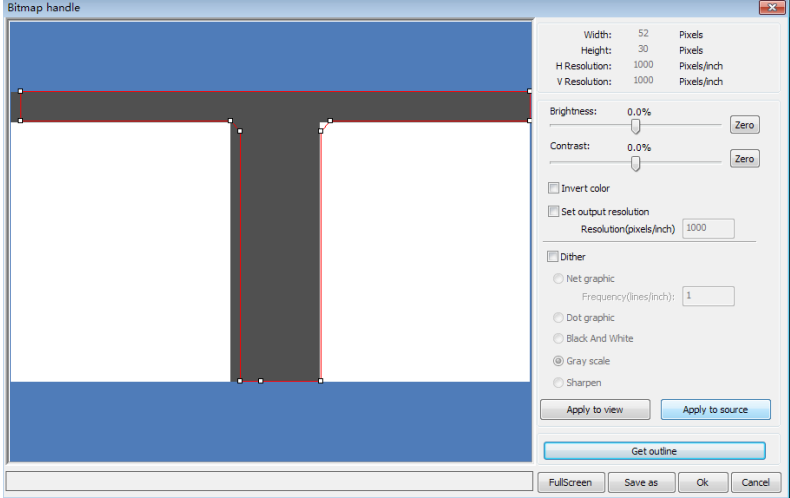 Bitmap handle
Width: 52 Pixels
Height: 30 Pixels
H Resolution: 1000 Pixels/inch
V Resolution: 1000 Pixels/inch
Brightness: 0.0%
Zero
Contrast: 0.0%
Zero
Invert color
Set output resolution
Resolution(pixels/inch) 1000
Dither
Net graphic
Frequency(lines/inch): 1
Dot graphic
Black And White
Gray scale
Sharpen
Apply to view Apply to source
Get outline
FullScreen Save as Ok Cancel